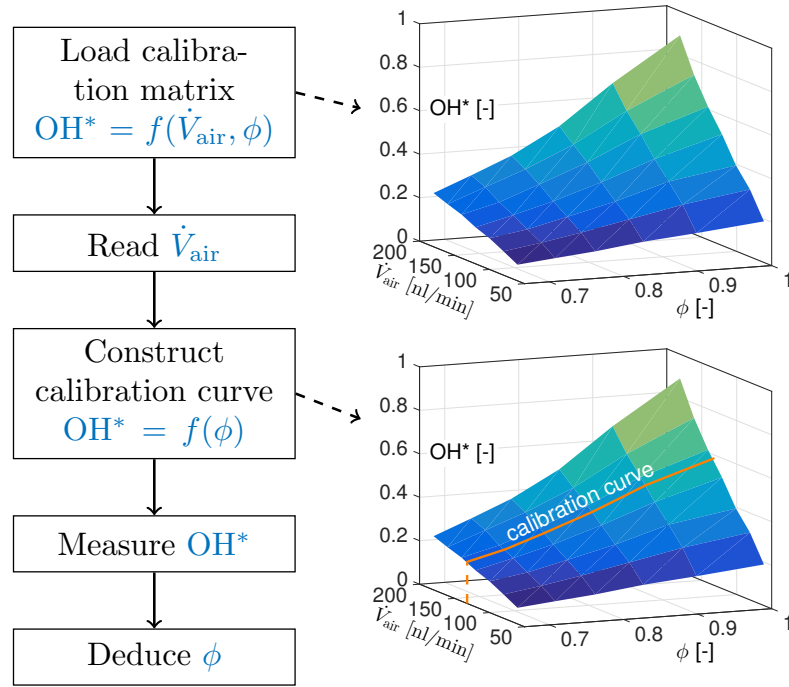 Load calibra-
tion matrix
OH* = f(V̇air, ϕ)
Read V̇air
Construct
calibration curve
OH* = f(ϕ)
Measure OH*
Deduce ϕ
1
0.8
0.6
0.4
0.2
0
OH* [-]
200
150
100
50
V̇air [nl/min]
0.7
0.8
0.9
1
ϕ [-]
1
0.8
0.6
0.4
0.2
0
OH* [-]
calibration curve
200
150
100
50
V̇air [nl/min]
0.7
0.8
0.9
1
ϕ [-]